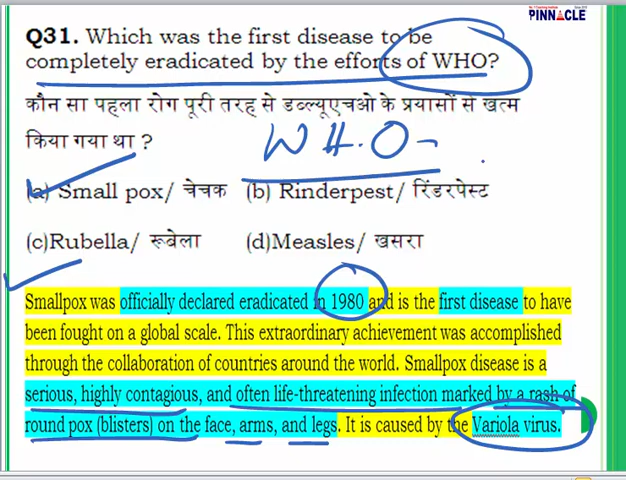 PINNACLE
Q31. Which was the first disease to be
completely eradicated by the efforts of WHO?
कौन सा पहला रोग पूरी तरह से डब्ल्यूएचओ के प्रयासों से खत्म
किया गया था ?
W H.O-
(a) Small pox/ चेचक (b) Rinderpest/ रिंडरपेस्ट
(c)Rubella/ रूबेला (d)Measles/ खसरा
Smallpox was officially declared eradicated in 1980 and is the first disease to have
been fought on a global scale. This extraordinary achievement was accomplished
through the collaboration of countries around the world. Smallpox disease is a
serious, highly contagious, and often life-threatening infection marked by a rash of
round pox (blisters) on the face, arms, and legs. It is caused by the Variola virus.